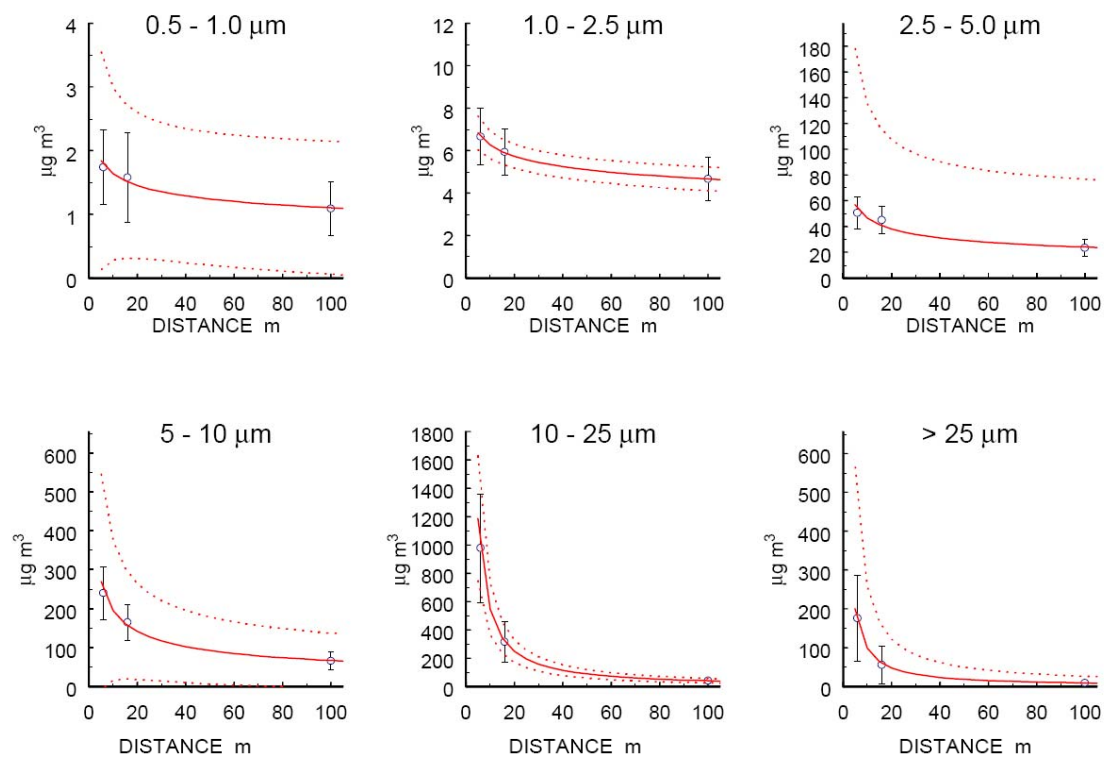 0.5 - 1.0 μm
4
3
2
1
0
μg m³
0 20 40 60 80 100
DISTANCE m
1.0 - 2.5 μm
12
10
8
6
4
2
0
μg m³
0 20 40 60 80 100
DISTANCE m
2.5 - 5.0 μm
180
160
140
120
100
80
60
40
20
0
μg m³
0 20 40 60 80 100
DISTANCE m
5 - 10 μm
600
500
400
300
200
100
0
μg m³
0 20 40 60 80 100
DISTANCE m
10 - 25 μm
1800
1600
1400
1200
1000
800
600
400
200
0
μg m³
0 20 40 60 80 100
DISTANCE m
> 25 μm
600
500
400
300
200
100
0
μg m³
0 20 40 60 80 100
DISTANCE m